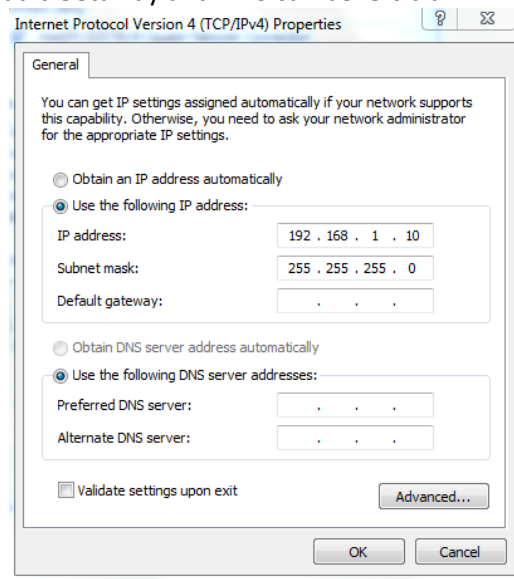 Internet Protocol Version 4 (TCP/IPv4) Properties
General
You can get IP settings assigned automatically if your network supports
this capability. Otherwise, you need to ask your network administrator
for the appropriate IP settings.
Obtain an IP address automatically
Use the following IP address:
IP address: 192 . 168 . 1 . 10
Subnet mask: 255 . 255 . 255 . 0
Default gateway: . . .
Obtain DNS server address automatically
Use the following DNS server addresses:
Preferred DNS server: . . .
Alternate DNS server: . . .
Validate settings upon exit
Advanced...
OK Cancel